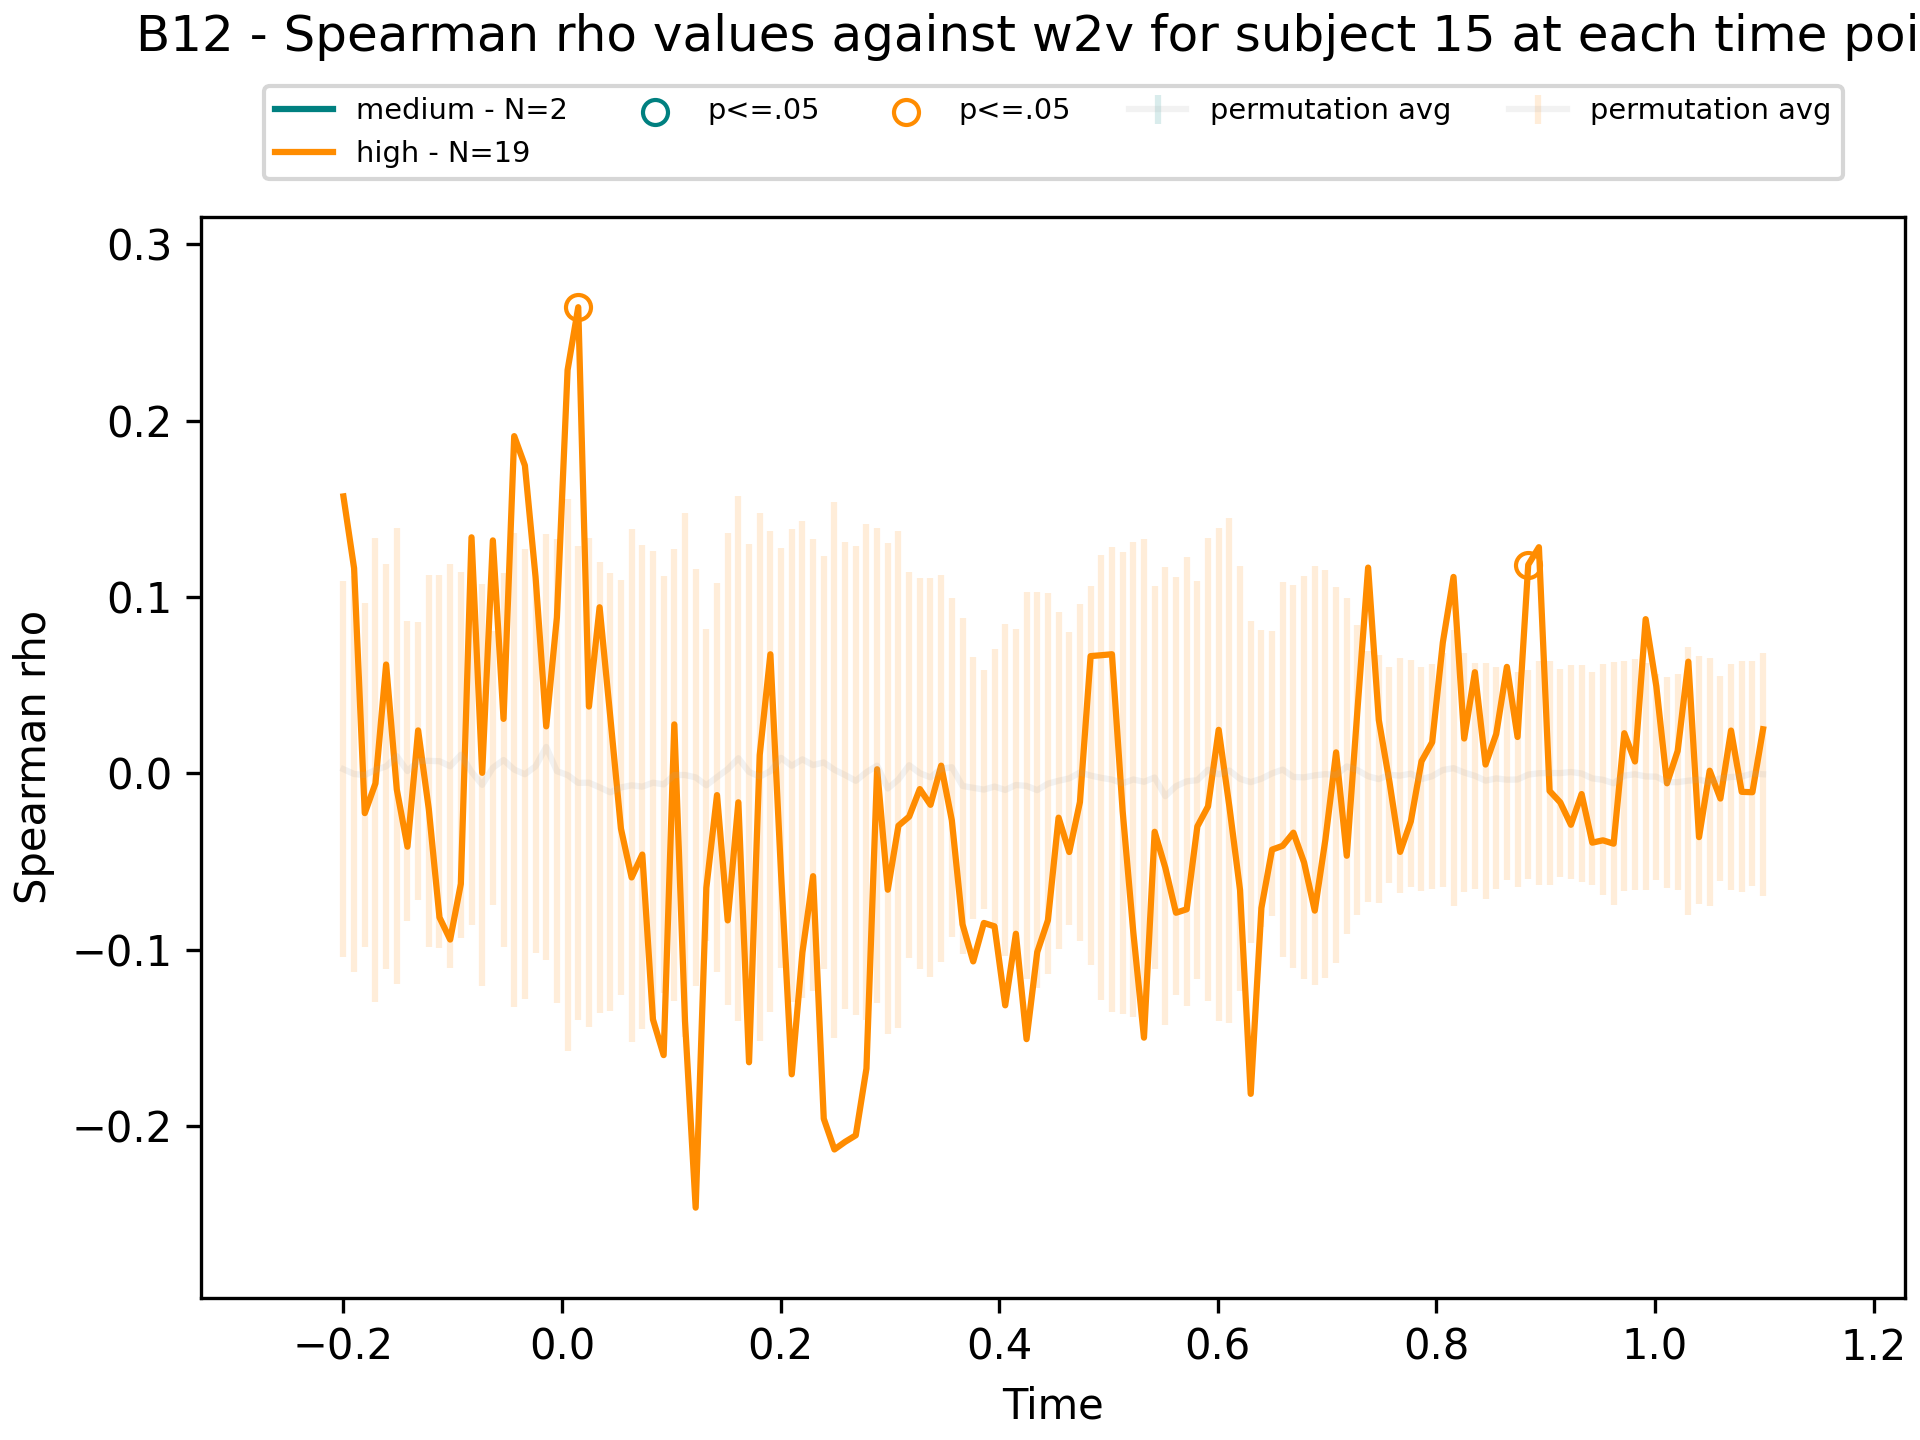 B12 - Spearman rho values against w2v for subject 15 at each time poi
medium - N=2
high - N=19
p<=.05
p<=.05
permutation avg
permutation avg
Spearman rho
0.3
0.2
0.1
0.0
−0.1
−0.2
−0.2
0.0
0.2
0.4
0.6
0.8
1.0
1.2
Time